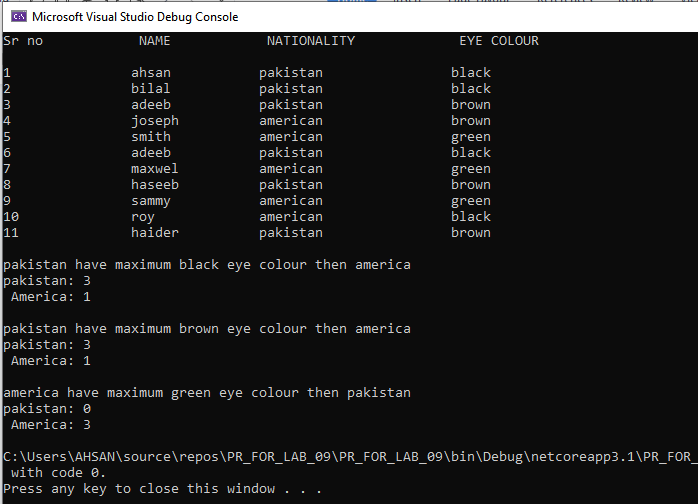 Microsoft Visual Studio Debug Console
Sr no NAME NATIONALITY EYE COLOUR
1 ahsan pakistan black
2 bilal pakistan black
3 adeeb pakistan brown
4 joseph american brown
5 smith american green
6 adeeb pakistan black
7 maxwel american green
8 haseeb pakistan brown
9 sammy american green
10 roy american black
11 haider pakistan brown
pakistan have maximum black eye colour then america
pakistan: 3
America: 1
pakistan have maximum brown eye colour then america
pakistan: 3
America: 1
america have maximum green eye colour then pakistan
pakistan: 0
America: 3
C:\Users\AHSAN\source\repos\PR_FOR_LAB_09\PR_FOR_LAB_09\bin\Debug\netcoreapp3.1\PR_FOR_
with code 0.
Press any key to close this window . . .